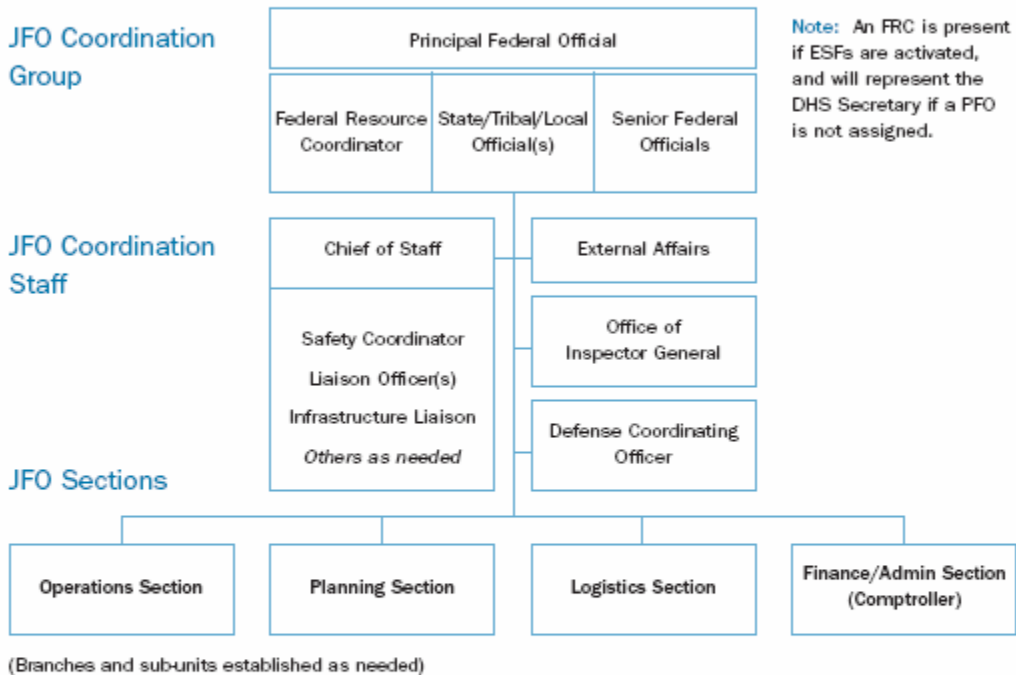 JFO Coordination
Group
Principal Federal Official
Federal Resource
Coordinator
State/Tribal/Local
Official(s)
Senior Federal
Officials
Note: An FRC is present
if ESFs are activated,
and will represent the
DHS Secretary if a PFO
is not assigned.
JFO Coordination
Staff
Chief of Staff
Safety Coordinator
Liaison Officer(s)
Infrastructure Liaison
Others as needed
External Affairs
Office of
Inspector General
Defense Coordinating
Officer
JFO Sections
Operations Section
Planning Section
Logistics Section
Finance/Admin Section
(Comptroller)
(Branches and sub-units established as needed)